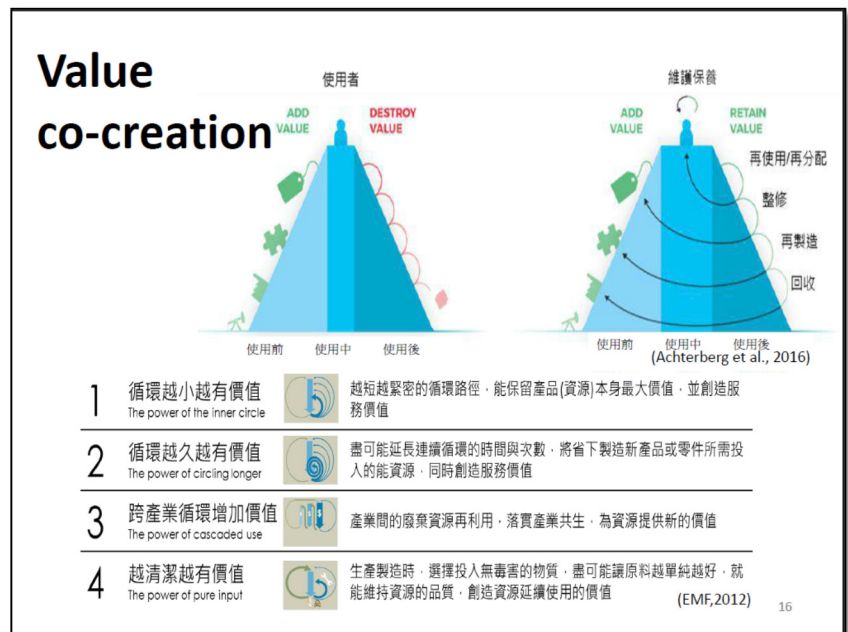 Value
co-creation
使用者
ADD
VALUE
DESTROY
VALUE
使用前
使用中
使用後
維護保養
ADD
VALUE
RETAIN
VALUE
再使用/再分配
整修
再製造
回收
使用前
使用中
使用後
(Achterberg et al., 2016)
1
循環越小越有價值
The power of the inner circle
越短越緊密的循環路徑，能保留產品(資源)本身最大價值，並創造服
務價值
2
循環越久越有價值
The power of circling longer
盡可能延長連續循環的時間與次數，將省下製造新產品或零件所需投
入的能資源，同時創造服務價值
3
跨產業循環增加價值
The power of cascaded use
產業間的廢棄資源再利用，落實產業共生，為資源提供新的價值
4
越清潔越有價值
The power of pure input
生產製造時，選擇投入無毒害的物質，盡可能讓原料越單純越好，就
能維持資源的品質，創造資源延續使用的價值
(EMF,2012)
16